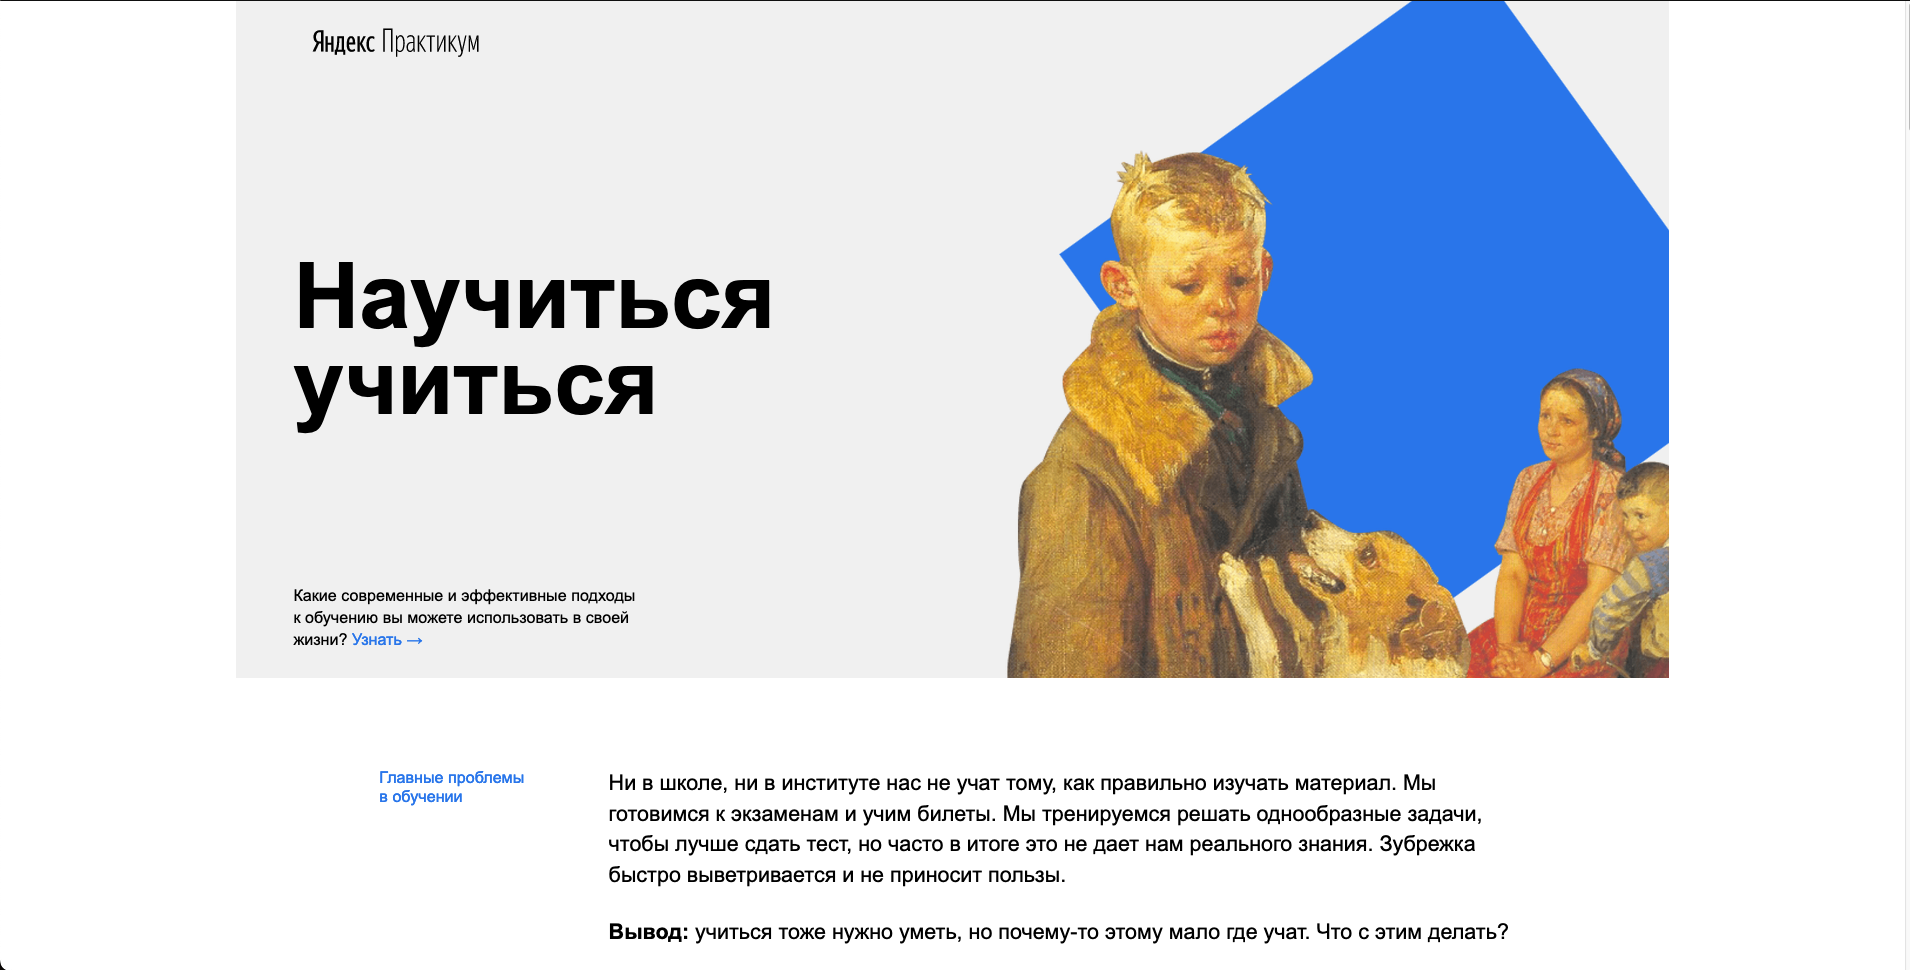 Яндекс Практикум
Научиться
учиться
Какие современные и эффективные подходы
к обучению вы можете использовать в своей
жизни? Узнать →
Главные проблемы
в обучении
Ни в школе, ни в институте нас не учат тому, как правильно изучать материал. Мы
готовимся к экзаменам и учим билеты. Мы тренируемся решать однообразные задачи,
чтобы лучше сдать тест, но часто в итоге это не дает нам реального знания. Зубрежка
быстро выветривается и не приносит пользы.
Вывод: учиться тоже нужно уметь, но почему-то этому мало где учат. Что с этим делать?